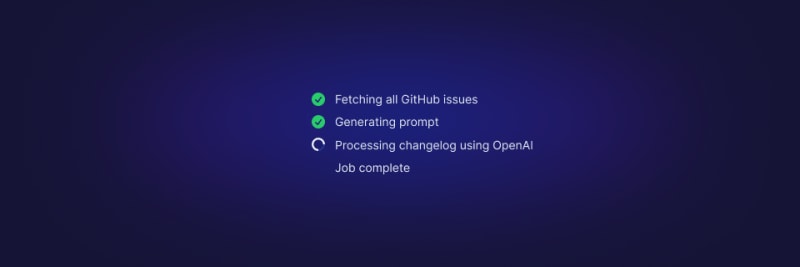 Fetching all GitHub issues
Generating prompt
Processing changelog using OpenAI
Job complete